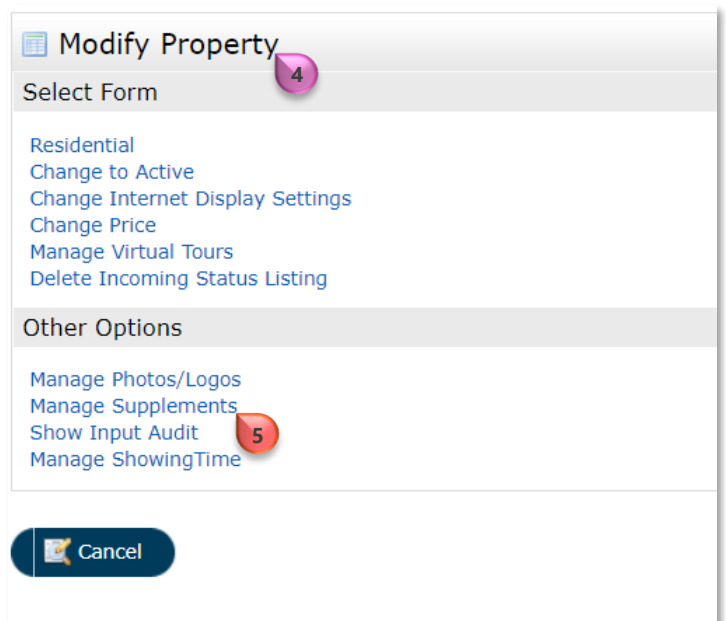 Modify Property
4
Select Form
Residential
Change to Active
Change Internet Display Settings
Change Price
Manage Virtual Tours
Delete Incoming Status Listing
Other Options
Manage Photos/Logos
Manage Supplements
Show Input Audit
5
Manage ShowingTime
Cancel